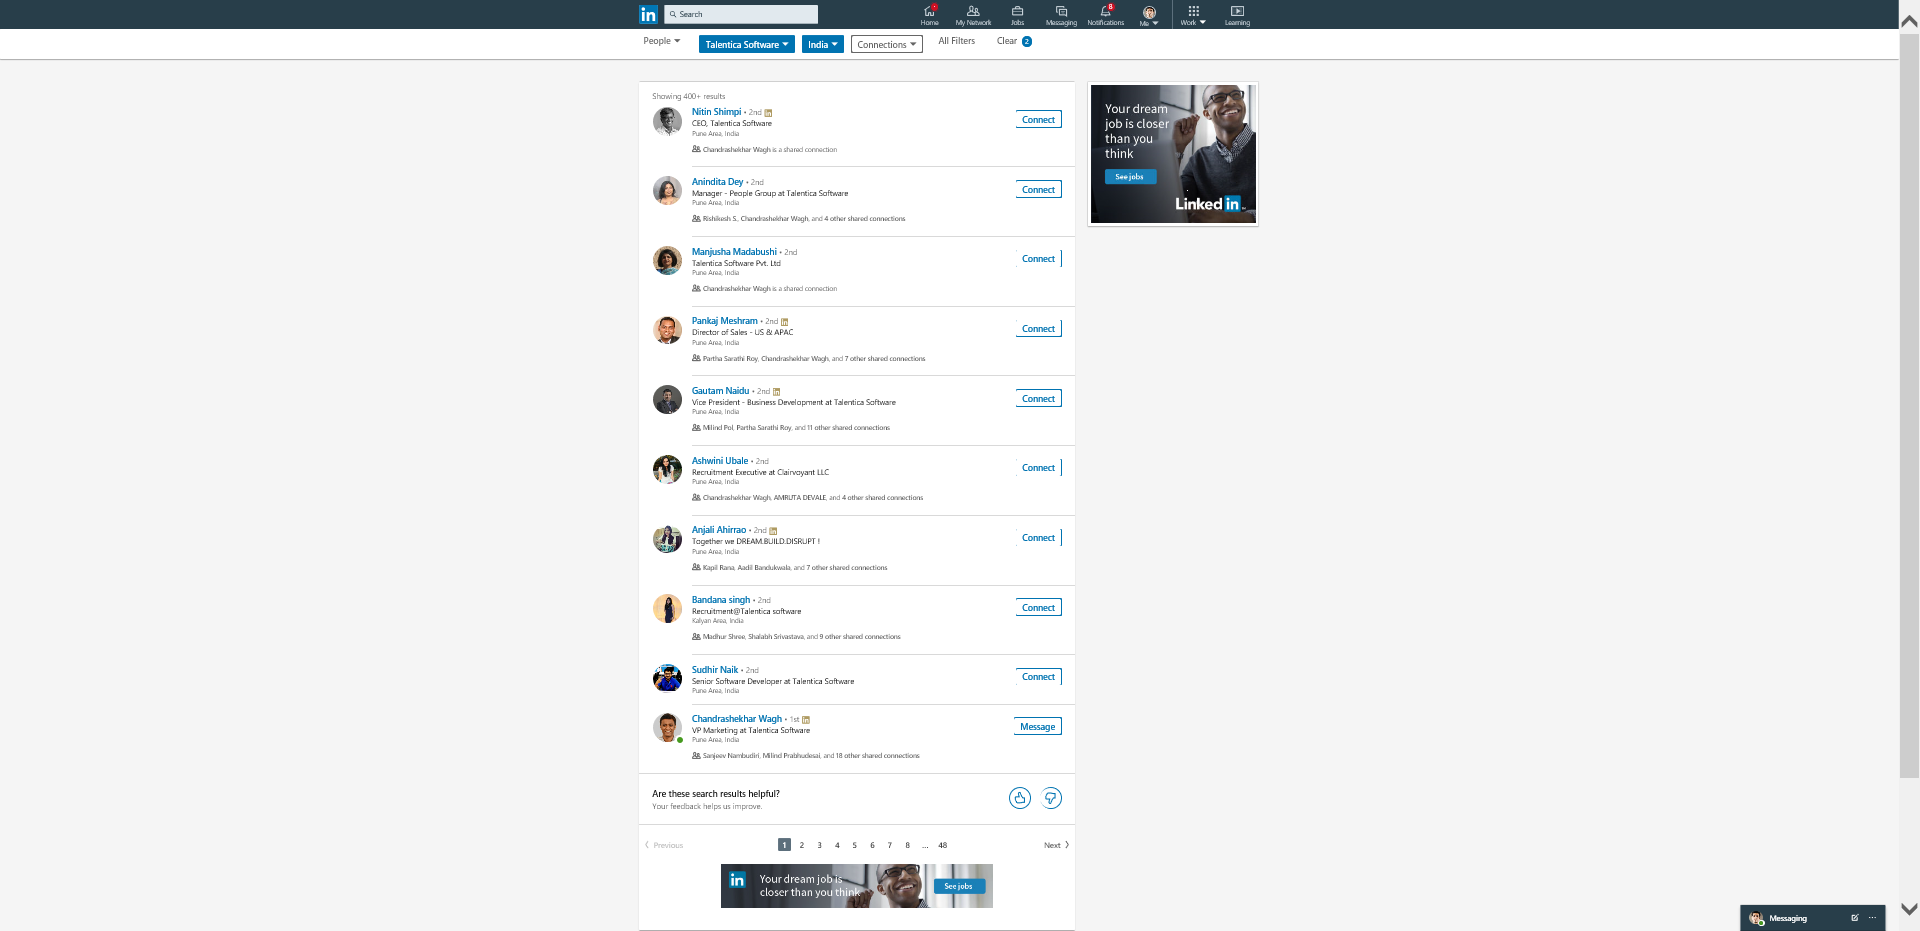 in Search Home My Network Jobs Messaging 8 Notifications Me Work Learning
People Talentica Software India Connections All Filters Clear 2
Showing 400+ results
Nitin Shimpi • 2nd in
CEO, Talentica Software
Pune Area, India
Chandrashekhar Wagh is a shared connection
Connect
Anindita Dey • 2nd
Manager - People Group at Talentica Software
Pune Area, India
Rishikesh S., Chandrashekhar Wagh, and 4 other shared connections
Connect
Manjusha Madabushi • 2nd
Talentica Software Pvt. Ltd
Pune Area, India
Chandrashekhar Wagh is a shared connection
Connect
Pankaj Meshram • 2nd in
Director of Sales - US & APAC
Pune Area, India
Partha Sarathi Roy, Chandrashekhar Wagh, and 7 other shared connections
Connect
Gautam Naidu • 2nd in
Vice President - Business Development at Talentica Software
Pune Area, India
Milind Pol, Partha Sarathi Roy, and 11 other shared connections
Connect
Ashwini Ubale • 2nd
Recruitment Executive at Clairvoyant LLC
Pune Area, India
Chandrashekhar Wagh, AMRUTA DEVALE, and 4 other shared connections
Connect
Anjali Ahirrao • 2nd in
Together we DREAM.BUILD.DISRUPT !
Pune Area, India
Kapil Rana, Aadil Bandukwala, and 7 other shared connections
Connect
Bandana singh • 2nd
Recruitment@Talentica software
Kalyan Area, India
Madhur Shree, Shalabh Srivastava, and 9 other shared connections
Connect
Sudhir Naik • 2nd
Senior Software Developer at Talentica Software
Pune Area, India
Connect
Chandrashekhar Wagh • 1st in
VP Marketing at Talentica Software
Pune Area, India
Sanjeev Nambudiri, Milind Prabhudesai, and 18 other shared connections
Message
Are these search results helpful?
Your feedback helps us improve.
Previous 1 2 3 4 5 6 7 8 ... 48 Next
in
Your dream job is
closer than you think
See jobs
Your dream
job is closer
than you
think
See jobs
Linked in
Messaging ...